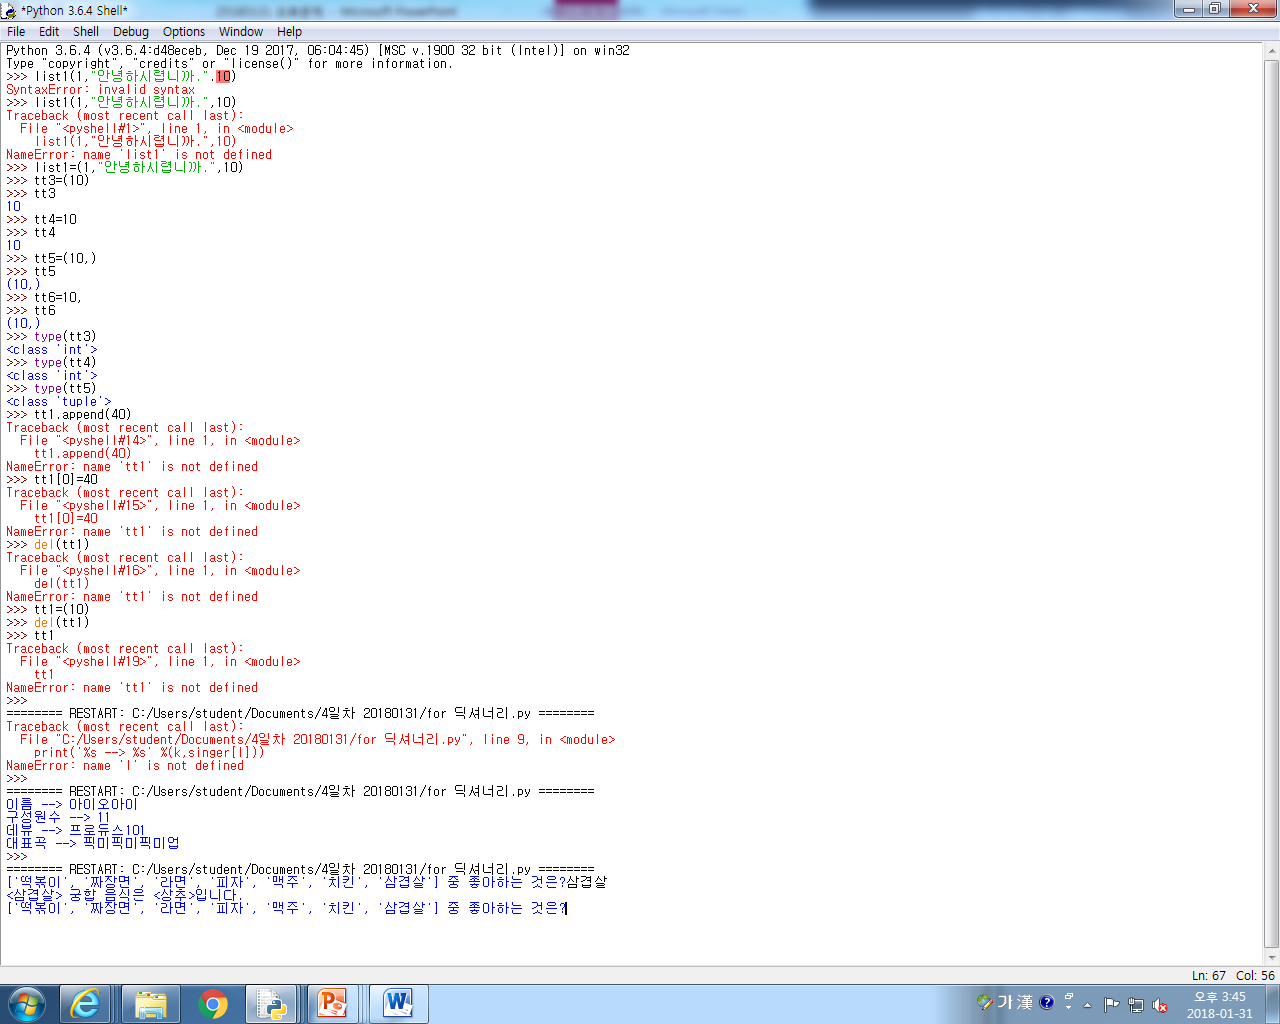 *Python 3.6.4 Shell*
File Edit Shell Debug Options Window Help
Python 3.6.4 (v3.6.4:d48eceb, Dec 19 2017, 06:04:45) [MSC v.1900 32 bit (Intel)] on win32
Type "copyright", "credits" or "license()" for more information.
>>> list1(1,"안녕하시렵니까.".10)
SyntaxError: invalid syntax
>>> list1(1,"안녕하시렵니까.",10)
Traceback (most recent call last):
  File "<pyshell#1>", line 1, in <module>
    list1(1,"안녕하시렵니까.",10)
NameError: name 'list1' is not defined
>>> list1=(1,"안녕하시렵니까.",10)
>>> tt3=(10)
>>> tt3
10
>>> tt4=10
>>> tt4
10
>>> tt5=(10,)
>>> tt5
(10,)
>>> tt6=10,
>>> tt6
(10,)
>>> type(tt3)
<class 'int'>
>>> type(tt4)
<class 'int'>
>>> type(tt5)
<class 'tuple'>
>>> tt1.append(40)
Traceback (most recent call last):
  File "<pyshell#14>", line 1, in <module>
    tt1.append(40)
NameError: name 'tt1' is not defined
>>> tt1[0]=40
Traceback (most recent call last):
  File "<pyshell#15>", line 1, in <module>
    tt1[0]=40
NameError: name 'tt1' is not defined
>>> del(tt1)
Traceback (most recent call last):
  File "<pyshell#16>", line 1, in <module>
    del(tt1)
NameError: name 'tt1' is not defined
>>> tt1=(10)
>>> del(tt1)
>>> tt1
Traceback (most recent call last):
  File "<pyshell#19>", line 1, in <module>
    tt1
NameError: name 'tt1' is not defined
>>>
======== RESTART: C:/Users/student/Documents/4일차 20180131/for 딕셔너리.py ========
Traceback (most recent call last):
  File "C:/Users/student/Documents/4일차 20180131/for 딕셔너리.py", line 9, in <module>
    print('%s --> %s' %(k,singer[l]))
NameError: name 'l' is not defined
>>>
======== RESTART: C:/Users/student/Documents/4일차 20180131/for 딕셔너리.py ========
이름 --> 아이오아이
구성원수 --> 11
데뷰 --> 프로듀스101
대표곡 --> 픽미픽미픽미업
>>>
======== RESTART: C:/Users/student/Documents/4일차 20180131/for 딕셔너리.py ========
['떡볶이', '짜장면', '라면', '피자', '맥주', '치킨', '삼겹살'] 중 좋아하는 것은?삼겹살
<삼겹살> 궁합 음식은 <상추>입니다.
['떡볶이', '짜장면', '라면', '피자', '맥주', '치킨', '삼겹살'] 중 좋아하는 것은?
Ln: 67 Col: 56
가 漢
오후 3:45
2018-01-31